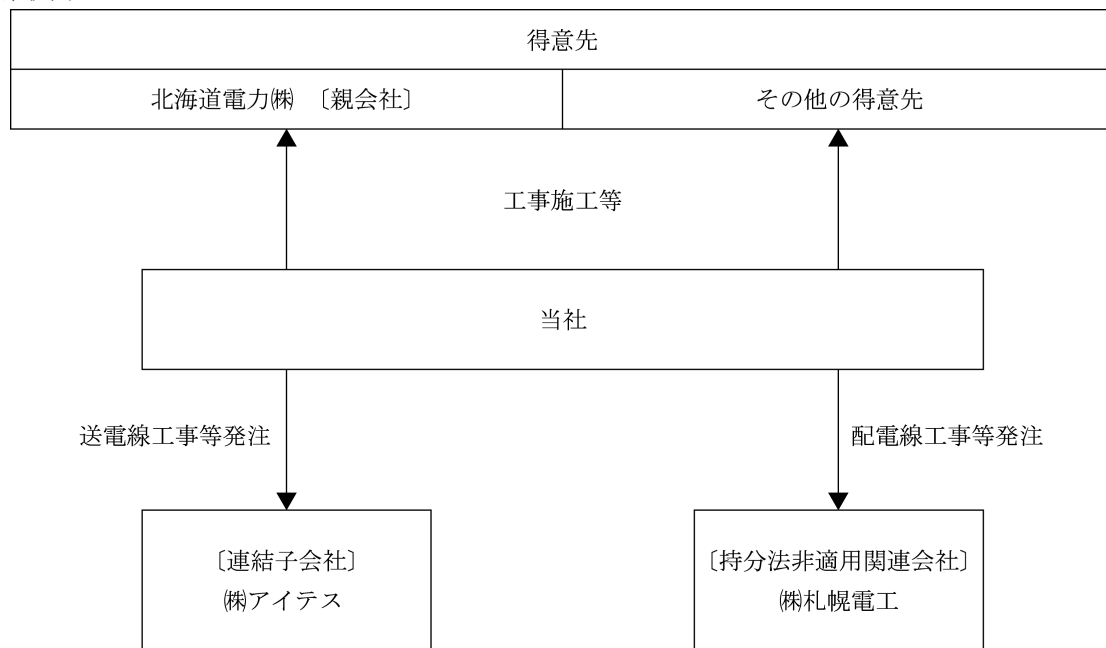 得意先
北海道電力㈱ 〔親会社〕
その他の得意先
工事施工等
当社
送電線工事等発注
配電線工事等発注
〔連結子会社〕
㈱アイテス
〔持分法非適用関連会社〕
㈱札幌電工